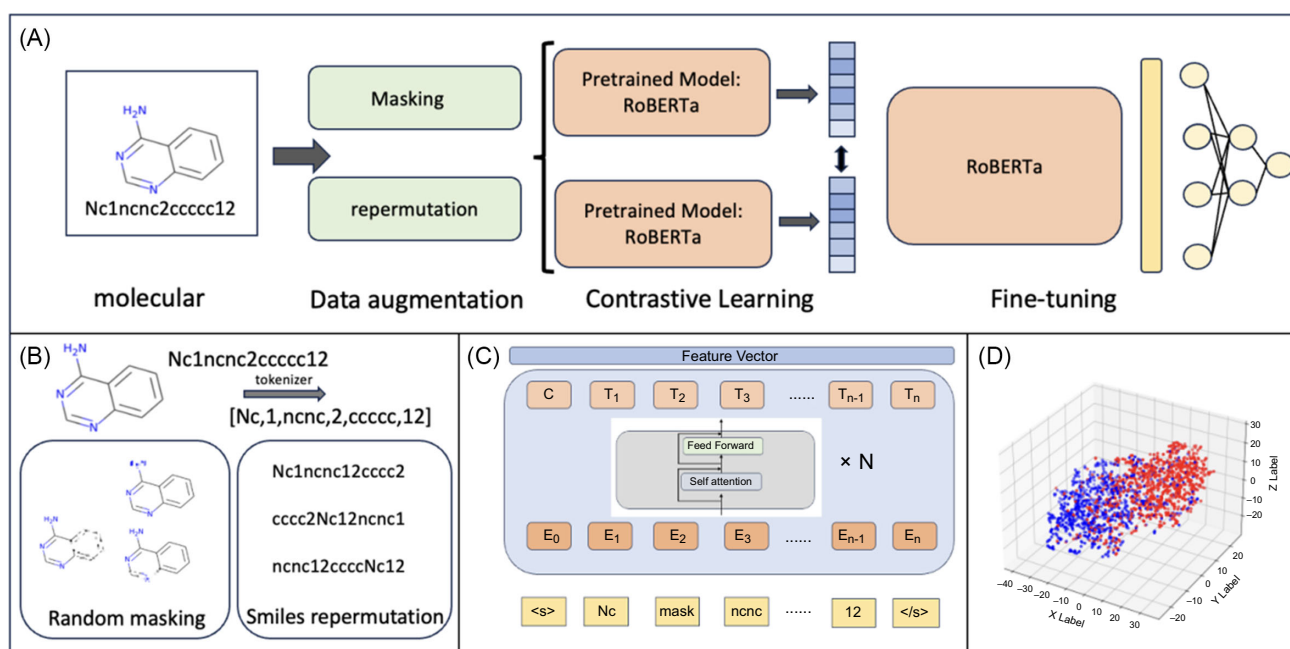 (A)
H₂N
N
N
Nc1ncnc2ccccc12
molecular
Masking
repermutation
Data augmentation
Pretrained Model:
RoBERTa
Pretrained Model:
RoBERTa
Contrastive Learning
RoBERTa
Fine-tuning
(B)
H₂N
N
N
Nc1ncnc2ccccc12
tokenizer
[Nc,1,ncnc,2,ccccc,12]
NH₂
N
N
N
N
NH₂
N
Random masking
Nc1ncnc12cccc2
cccc2Nc12ncnc1
ncnc12ccccNc12
Smiles repermutation
(C)
Feature Vector
C T₁ T₂ T₃ ...... Tₙ₋₁ Tₙ
Feed Forward
Self attention
× N
E₀ E₁ E₂ E₃ ...... Eₙ₋₁ Eₙ
<s> Nc mask ncnc ...... 12 </s>
(D)
30
20
10
0
−10
−20
Z Label
20
10
0
−10
−20
Y Label
−40 −30 −20 −10 0 10 20 30
X Label